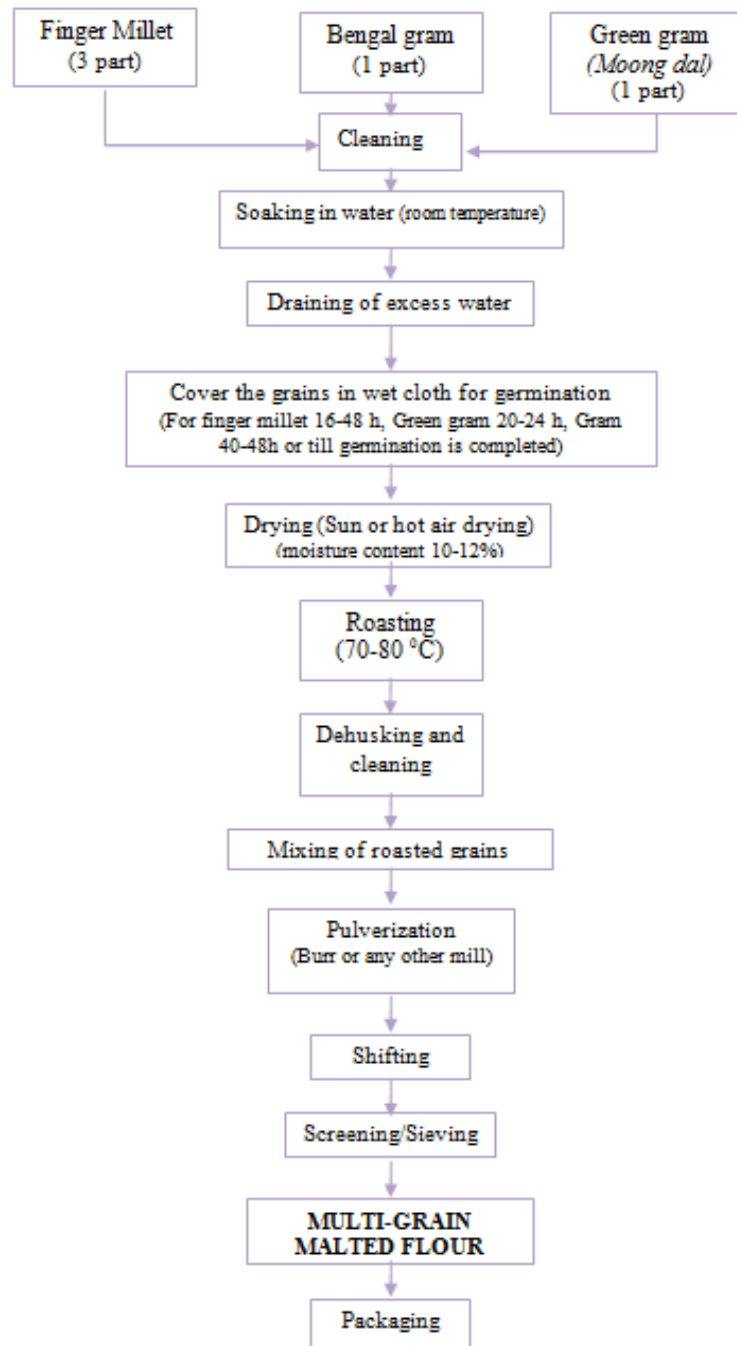 Finger Millet
(3 part)
Bengal gram
(1 part)
Green gram
(Moong dal)
(1 part)
Cleaning
Soaking in water (room temperature)
Draining of excess water
Cover the grains in wet cloth for germination
(For finger millet 16-48 h, Green gram 20-24 h, Gram
40-48h or till germination is completed)
Drying (Sun or hot air drying)
(moisture content 10-12%)
Roasting
(70-80 ⁰C)
Dehusking and
cleaning
Mixing of roasted grains
Pulverization
(Burr or any other mill)
Shifting
Screening/Sieving
MULTI-GRAIN
MALTED FLOUR
Packaging